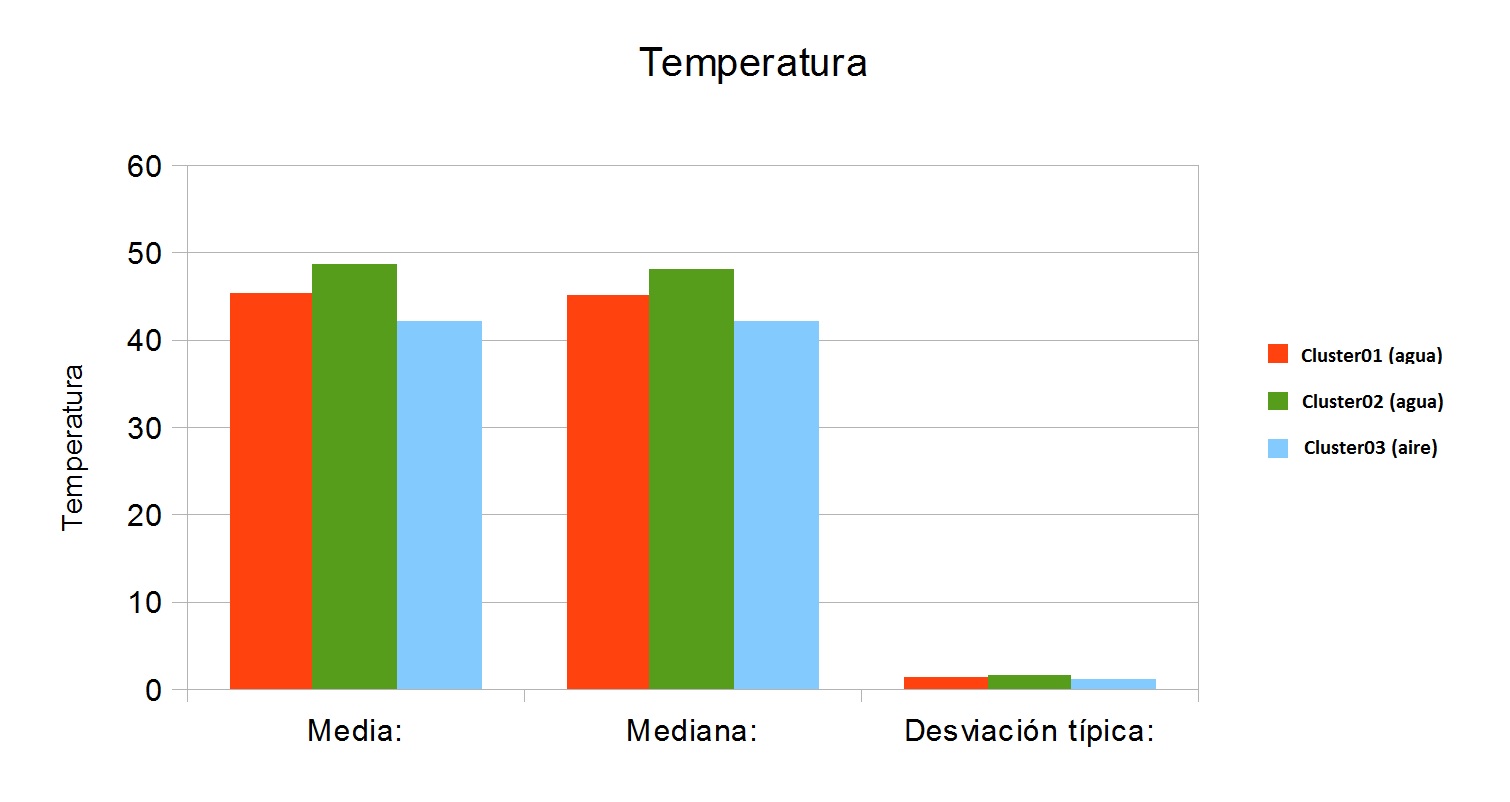 Temperatura
60
50
40
30
20
10
0
Temperatura
Media:
Mediana:
Desviación típica:
Cluster01 (agua)
Cluster02 (agua)
Cluster03 (aire)